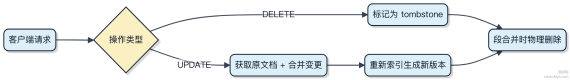 客户端请求
操作类型
DELETE
标记为 tombstone
UPDATE
获取原文档 + 合并变更
重新索引生成新版本
段合并时物理删除